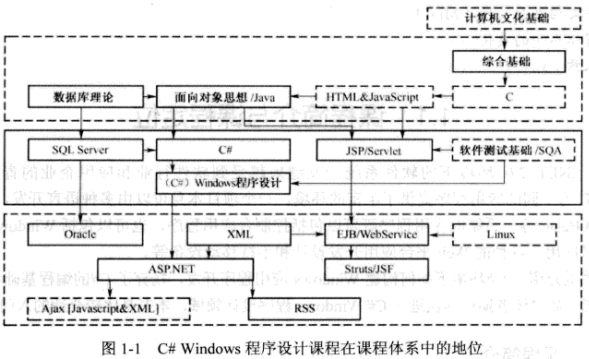 计算机文化基础
综合基础
数据库理论 面向对象思想/Java HTML&JavaScript C
SQL Server C# JSP/Servlet 软件测试基础/SQA
（C#）Windows程序设计
Oracle XML EJB/WebService Linux
ASP.NET Struts/JSF
Ajax [Javascript&XML] RSS
图 1-1 C# Windows 程序设计课程在课程体系中的地位